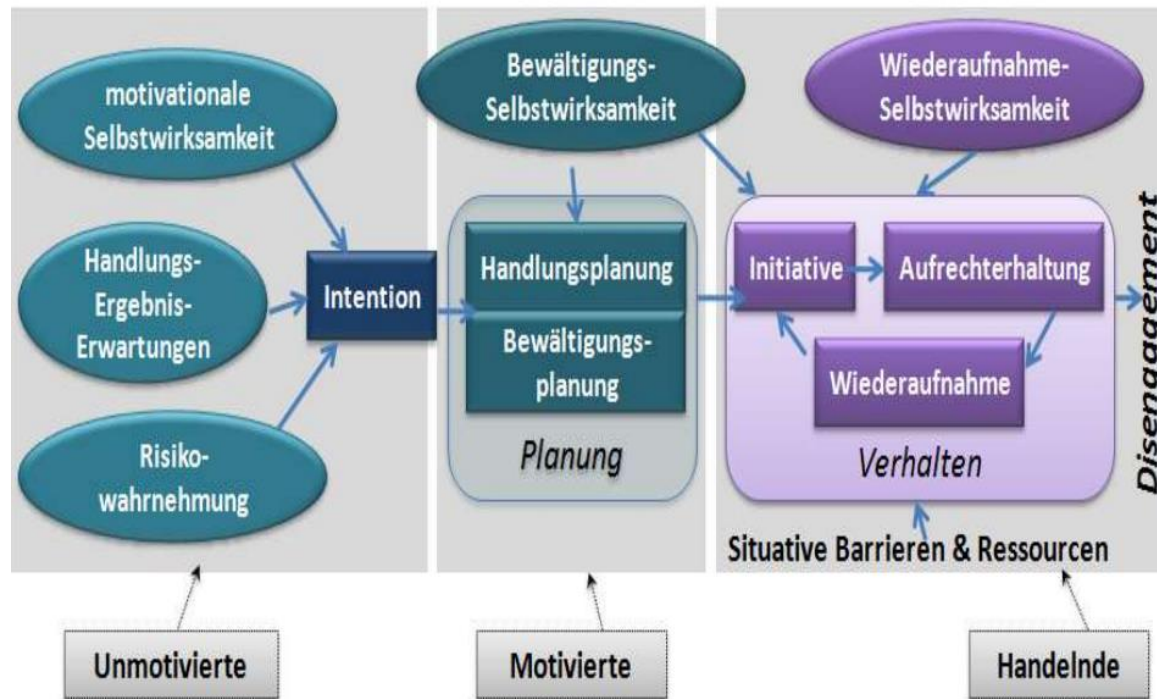 motivationale
Selbstwirksamkeit
Handlungs-
Ergebnis-
Erwartungen
Risiko-
wahrnehmung
Intention
Bewältigungs-
Selbstwirksamkeit
Handlungsplanung
Bewältigungs-
planung
Planung
Wiederaufnahme-
Selbstwirksamkeit
Initiative
Aufrechterhaltung
Wiederaufnahme
Verhalten
Disengagement
Situative Barrieren & Ressourcen
Unmotivierte
Motivierte
Handelnde